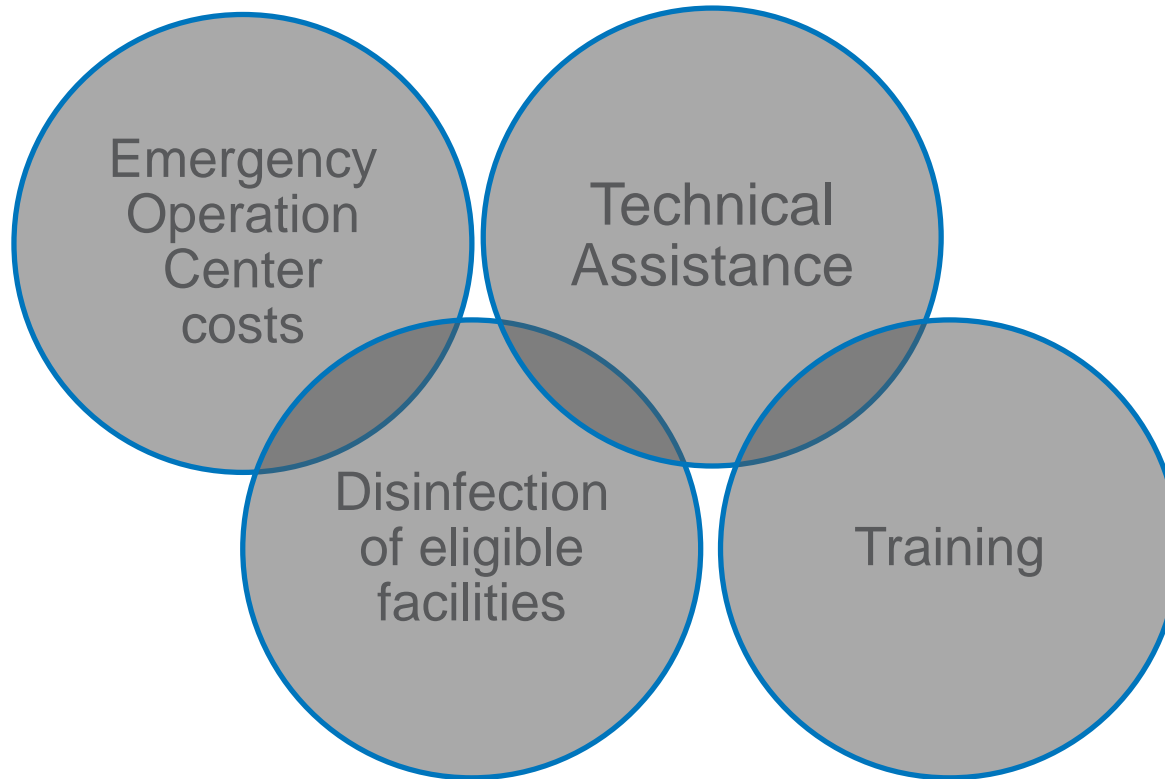 Emergency
Operation
Center
costs
Technical
Assistance
Disinfection
of eligible
facilities
Training